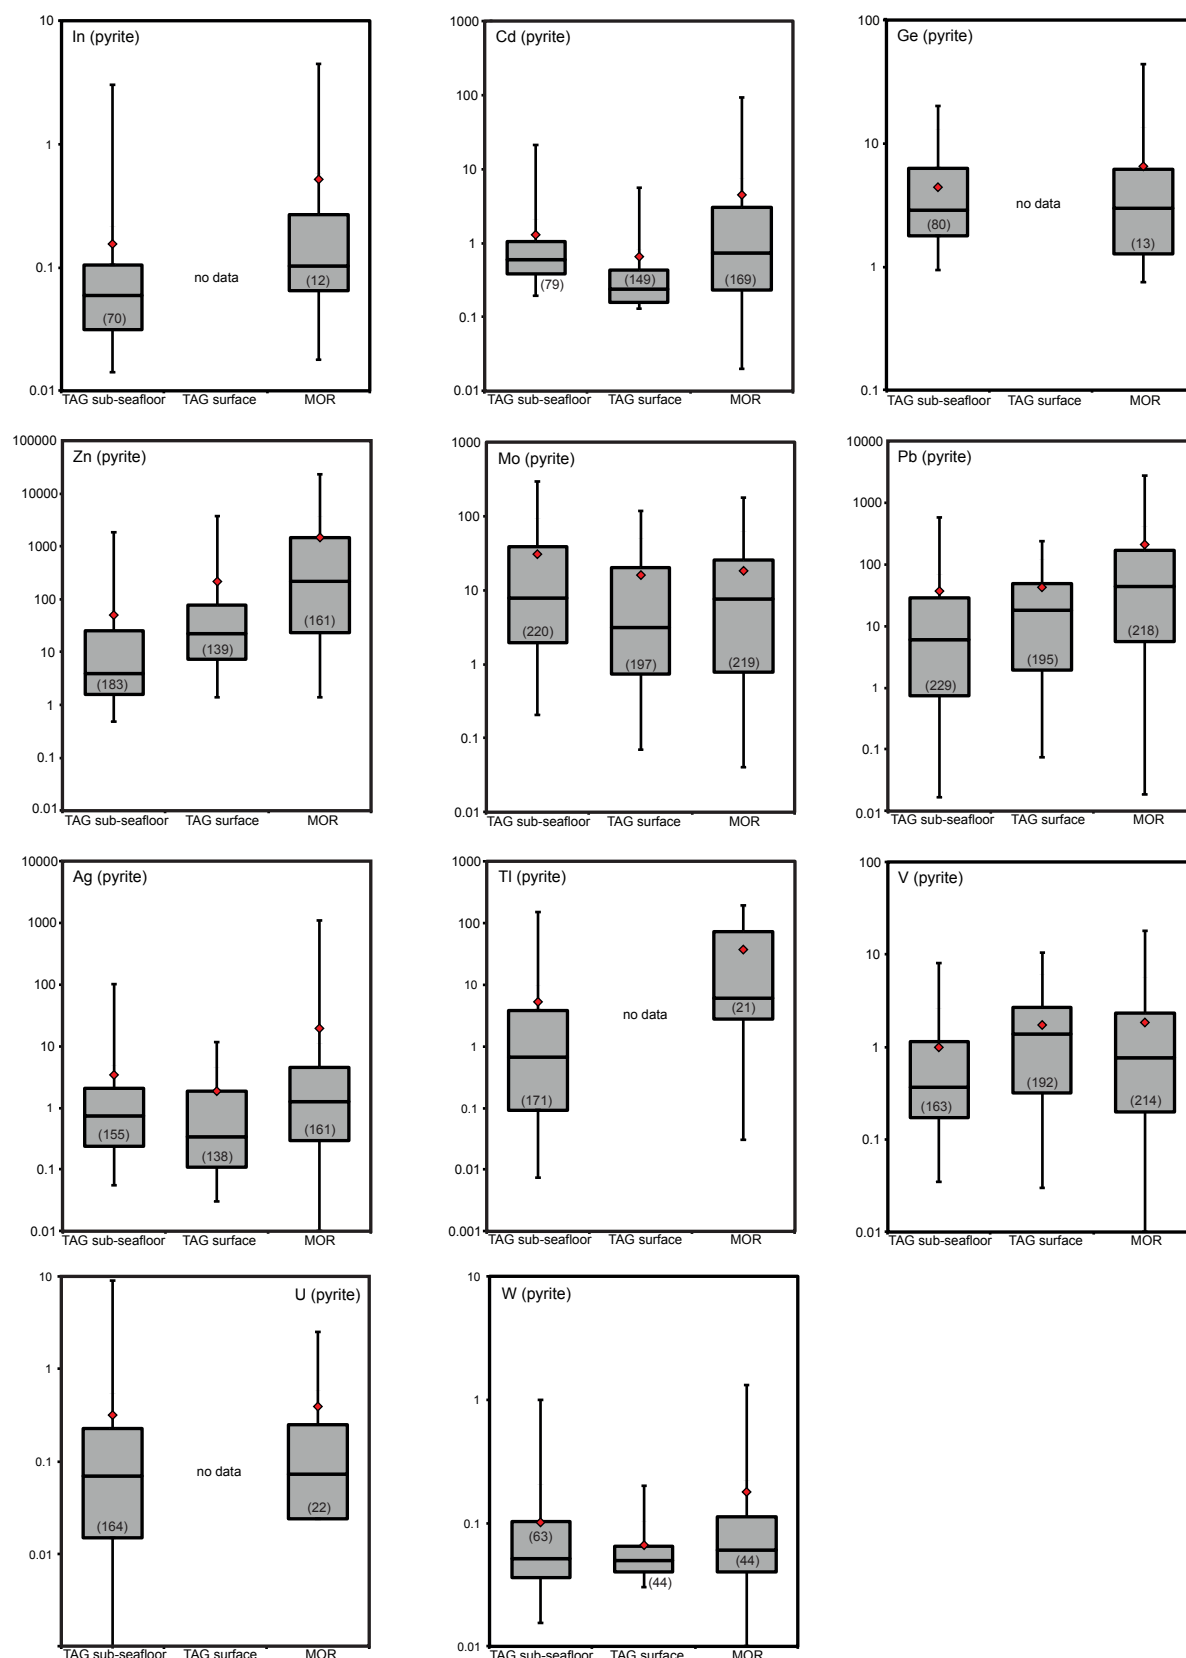 In (pyrite)
10
1
0.1
0.01
(70)
no data
(12)
TAG sub-seafloor
TAG surface
MOR
Cd (pyrite)
1000
100
10
1
0.1
0.01
(79)
(149)
(169)
TAG sub-seafloor
TAG surface
MOR
Ge (pyrite)
100
10
1
0.1
(80)
no data
(13)
TAG sub-seafloor
TAG surface
MOR
Zn (pyrite)
100000
10000
1000
100
10
1
0.1
0.01
(183)
(139)
(161)
TAG sub-seafloor
TAG surface
MOR
Mo (pyrite)
1000
100
10
1
0.1
0.01
(220)
(197)
(219)
TAG sub-seafloor
TAG surface
MOR
Pb (pyrite)
10000
1000
100
10
1
0.1
0.01
(229)
(195)
(218)
TAG sub-seafloor
TAG surface
MOR
Ag (pyrite)
10000
1000
100
10
1
0.1
0.01
(155)
(138)
(161)
TAG sub-seafloor
TAG surface
MOR
Tl (pyrite)
1000
100
10
1
0.1
0.01
0.001
(171)
no data
(21)
TAG sub-seafloor
TAG surface
MOR
V (pyrite)
100
10
1
0.1
0.01
(163)
(192)
(214)
TAG sub-seafloor
TAG surface
MOR
U (pyrite)
10
1
0.1
0.01
(164)
no data
(22)
TAG sub-seafloor
TAG surface
MOR
W (pyrite)
10
1
0.1
0.01
(63)
(44)
(44)
TAG sub-seafloor
TAG surface
MOR